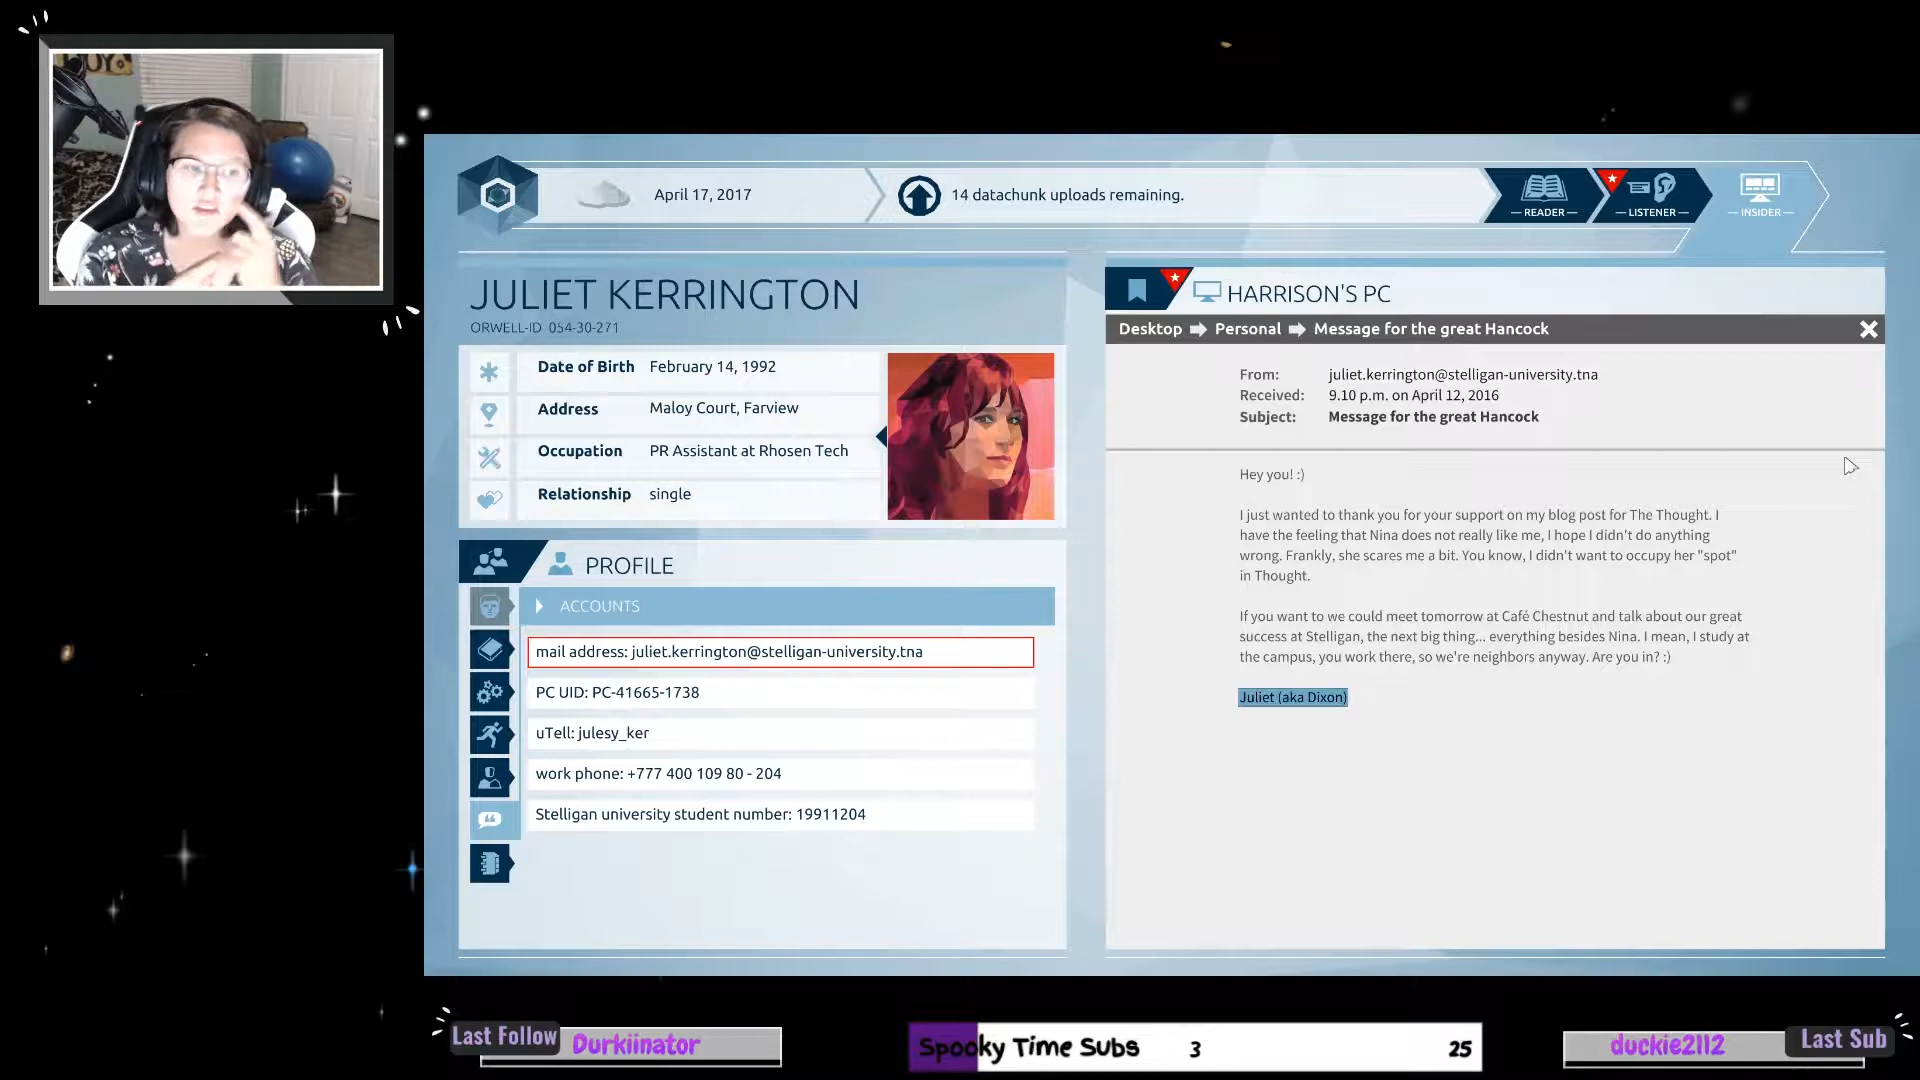 April 17, 2017
14 datachunk uploads remaining.
READER
LISTENER
INSIDER
JULIET KERRINGTON
ORWELL-ID 054-30-271
Date of Birth February 14, 1992
Address Maloy Court, Farview
Occupation PR Assistant at Rhosen Tech
Relationship single
PROFILE
ACCOUNTS
mail address: juliet.kerrington@stelligan-university.tna
PC UID: PC-41665-1738
uTell: julesy_ker
work phone: +777 400 109 80 - 204
Stelligan university student number: 19911204
HARRISON'S PC
Desktop Personal Message for the great Hancock
From: juliet.kerrington@stelligan-university.tna
Received: 9.10 p.m. on April 12, 2016
Subject: Message for the great Hancock
Hey you! :)
I just wanted to thank you for your support on my blog post for The Thought. I
have the feeling that Nina does not really like me, I hope I didn't do anything
wrong. Frankly, she scares me a bit. You know, I didn't want to occupy her "spot"
in Thought.
If you want to we could meet tomorrow at Café Chestnut and talk about our great
success at Stelligan, the next big thing... everything besides Nina. I mean, I study at
the campus, you work there, so we're neighbors anyway. Are you in? :)
Juliet (aka Dixon)
Last Follow Durkiinator
Spooky Time Subs 3 25
duckie2112 Last Sub